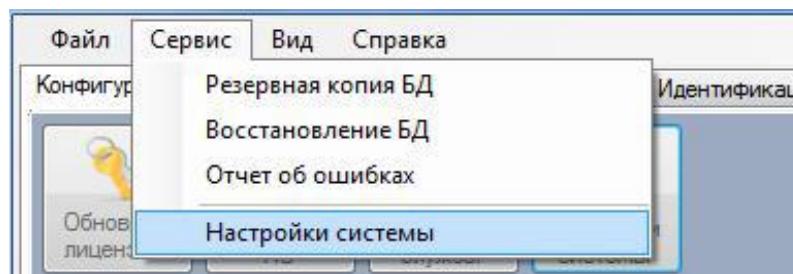 Файл Сервис Вид Справка
Конфигур Идентификац
Резервная копия БД
Восстановление БД
Отчет об ошибках
Настройки системы
Обнов
лиценз